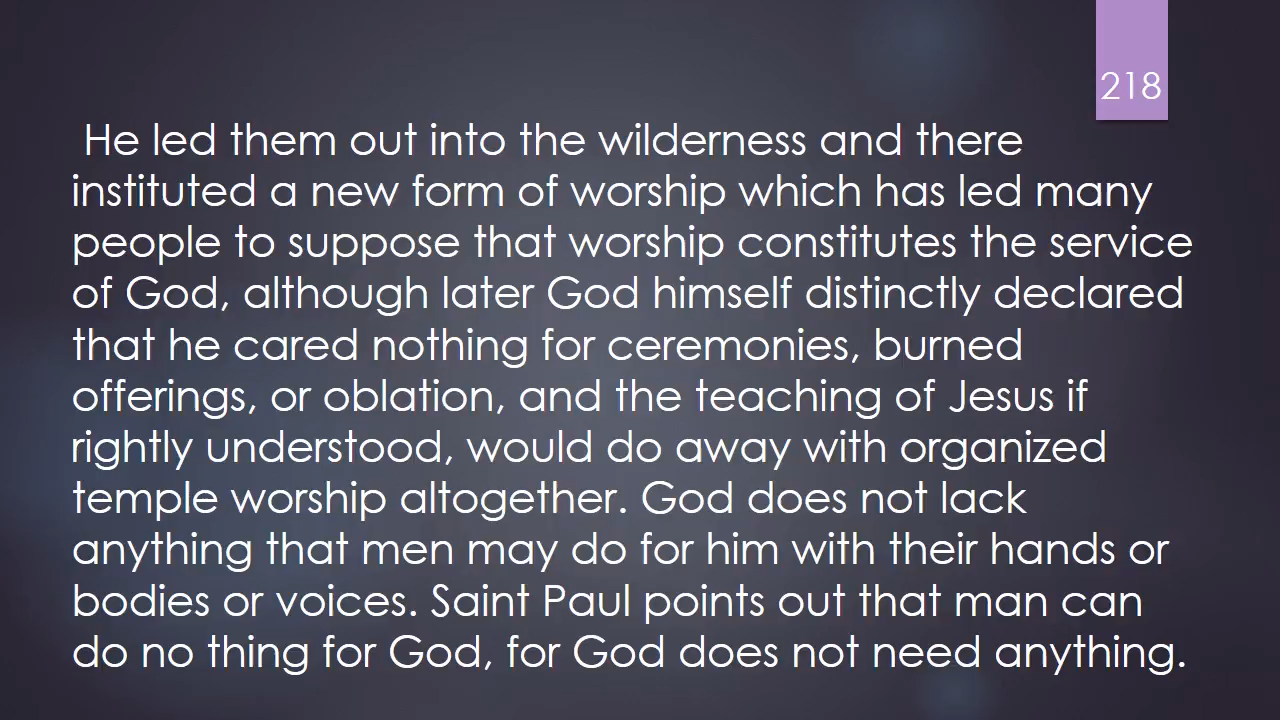 218
He led them out into the wilderness and there
instituted a new form of worship which has led many
people to suppose that worship constitutes the service
of God, although later God himself distinctly declared
that he cared nothing for ceremonies, burned
offerings, or oblation, and the teaching of Jesus if
rightly understood, would do away with organized
temple worship altogether. God does not lack
anything that men may do for him with their hands or
bodies or voices. Saint Paul points out that man can
do no thing for God, for God does not need anything.